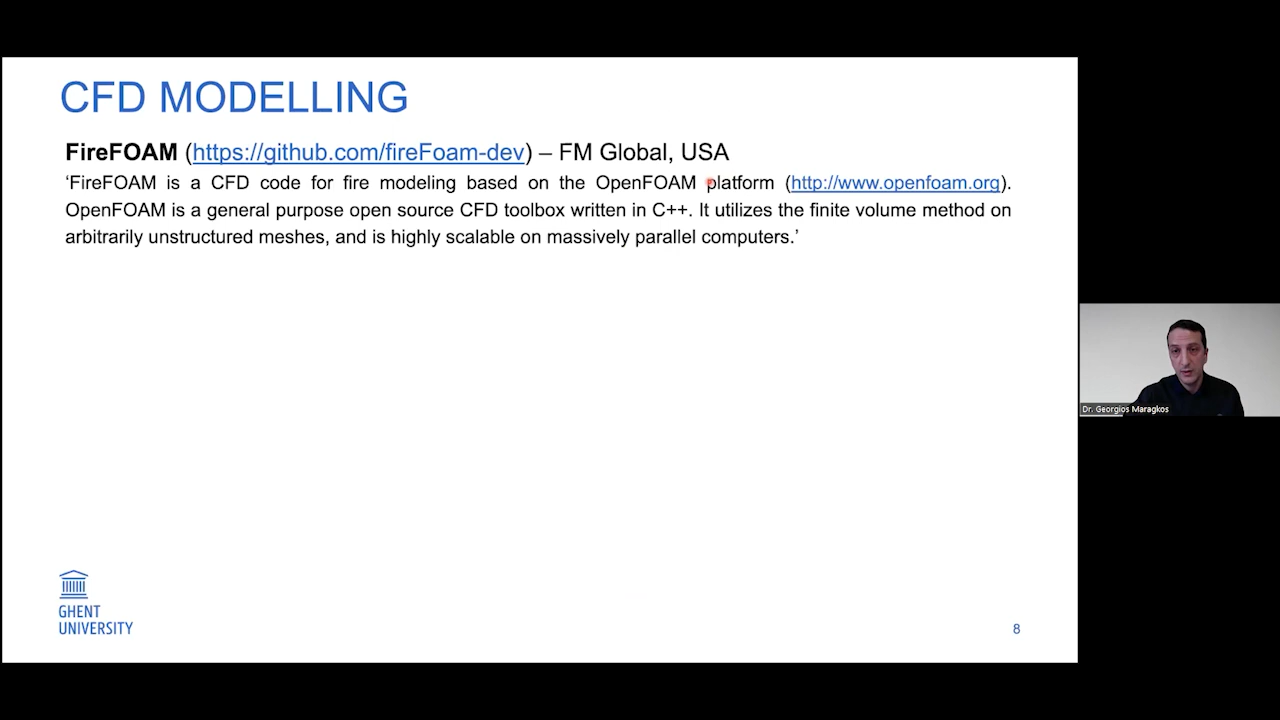 CFD MODELLING
FireFOAM (https://github.com/fireFoam-dev) – FM Global, USA
‘FireFOAM is a CFD code for fire modeling based on the OpenFOAM platform (http://www.openfoam.org).
OpenFOAM is a general purpose open source CFD toolbox written in C++. It utilizes the finite volume method on
arbitrarily unstructured meshes, and is highly scalable on massively parallel computers.’
Dr. Georgios Maragkos
GHENT
UNIVERSITY
8